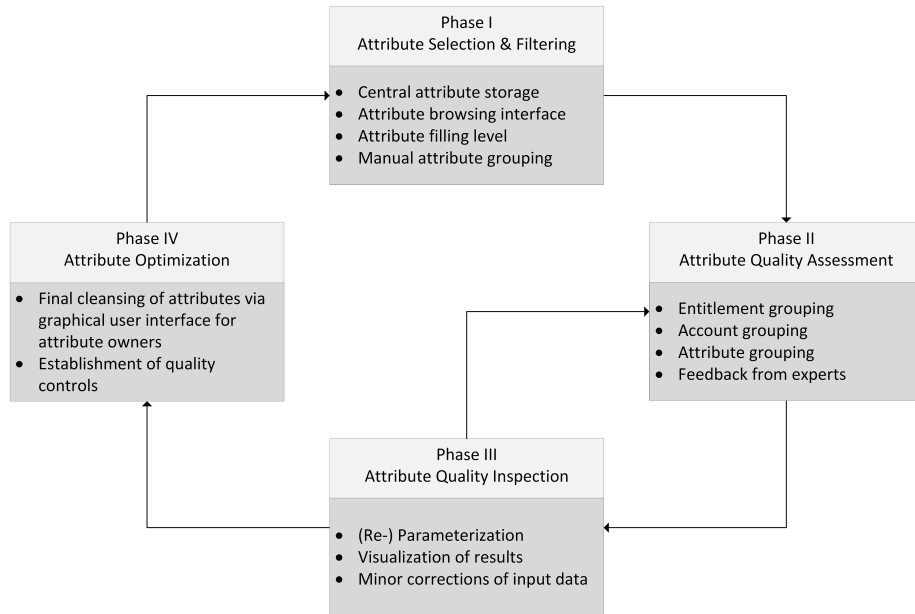 Phase I
Attribute Selection & Filtering
• Central attribute storage
• Attribute browsing interface
• Attribute filling level
• Manual attribute grouping
Phase IV
Attribute Optimization
• Final cleansing of attributes via
graphical user interface for
attribute owners
• Establishment of quality
controls
Phase II
Attribute Quality Assessment
• Entitlement grouping
• Account grouping
• Attribute grouping
• Feedback from experts
Phase III
Attribute Quality Inspection
• (Re-) Parameterization
• Visualization of results
• Minor corrections of input data